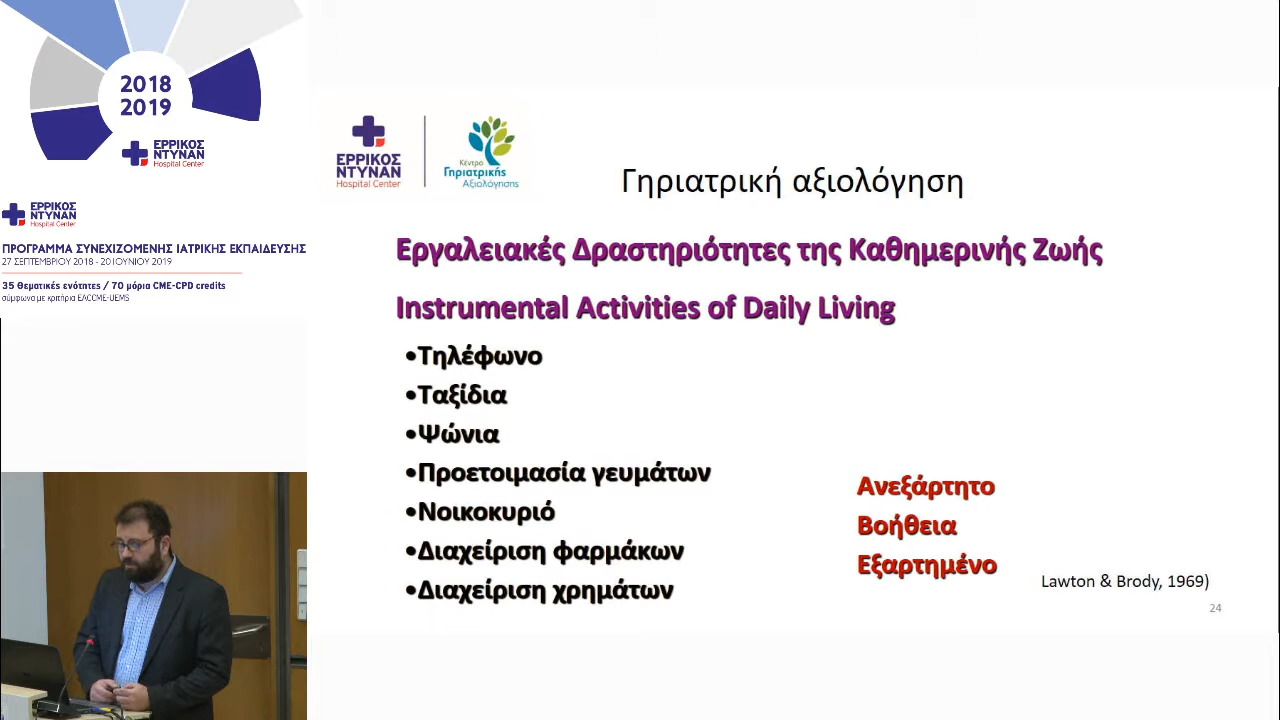 2018
2019
ΕΡΡΙΚΟΣ
ΝΤΥΝΑΝ
Hospital Center
ΕΡΡΙΚΟΣ
ΝΤΥΝΑΝ
Hospital Center
ΠΡΟΓΡΑΜΜΑ ΣΥΝΕΧΙΖΟΜΕΝΗΣ ΙΑΤΡΙΚΗΣ ΕΚΠΑΙΔΕΥΣΗΣ
27 ΣΕΠΤΕΜΒΡΙΟΥ 2018 - 20 ΙΟΥΝΙΟΥ 2019
35 θεματικές ενότητες / 70 μόρια CME-CPD credits
σύμφωνα με κριτήρια EACCME-UEMS
ΕΡΡΙΚΟΣ
ΝΤΥΝΑΝ
Hospital Center
Κέντρο
Γηριατρικής
Αξιολόγησης
Γηριατρική αξιολόγηση
Εργαλειακές Δραστηριότητες της Καθημερινής Ζωής
Instrumental Activities of Daily Living
•Τηλέφωνο
•Ταξίδια
•Ψώνια
•Προετοιμασία γευμάτων
•Νοικοκυριό
•Διαχείριση φαρμάκων
•Διαχείριση χρημάτων
Ανεξάρτητο
Βοήθεια
Εξαρτημένο
Lawton & Brody, 1969)
24